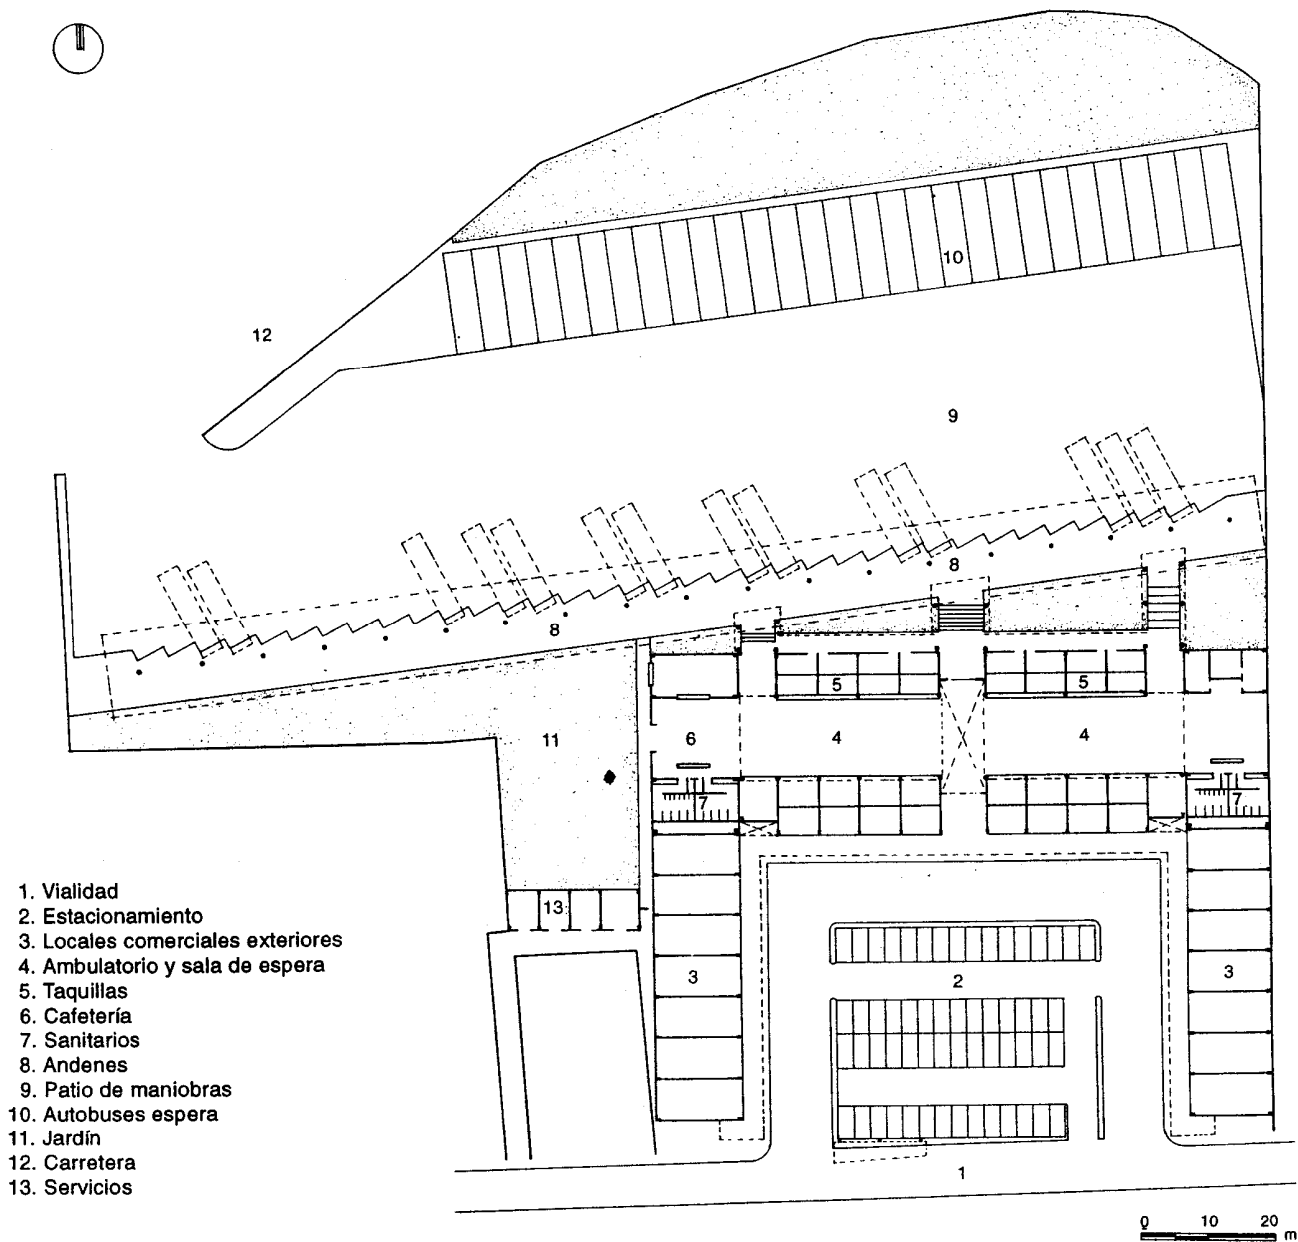 10
12
9
8
8
5
5
11
6
4
4
7
7
1. Vialidad
2. Estacionamiento
3. Locales comerciales exteriores
4. Ambulatorio y sala de espera
5. Taquillas
6. Cafetería
7. Sanitarios
8. Andenes
9. Patio de maniobras
10. Autobuses espera
11. Jardín
12. Carretera
13. Servicios
13
3
2
3
1
0 10 20 m